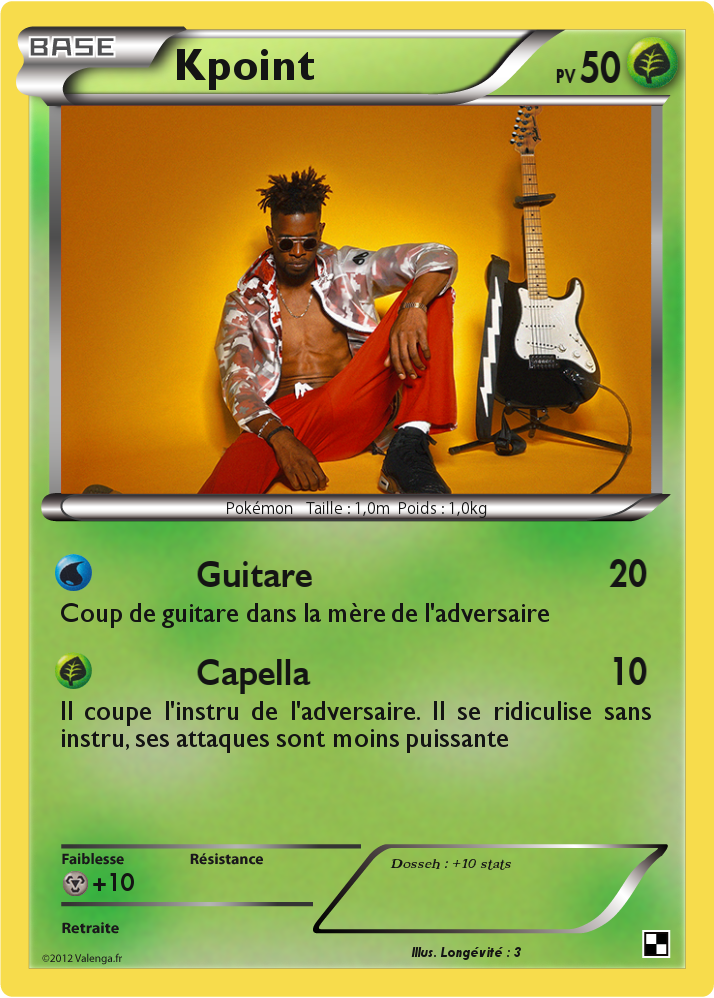 BASE
Kpoint
PV 50
Pokémon Taille : 1,0m Poids : 1,0kg
Guitare 20
Coup de guitare dans la mère de l'adversaire
Capella 10
Il coupe l'instru de l'adversaire. Il se ridiculise sans
instru, ses attaques sont moins puissante
Faiblesse Résistance
+10
Dosseh : +10 stats
Retraite
Illus. Longévité : 3
©2012 Valenga.fr